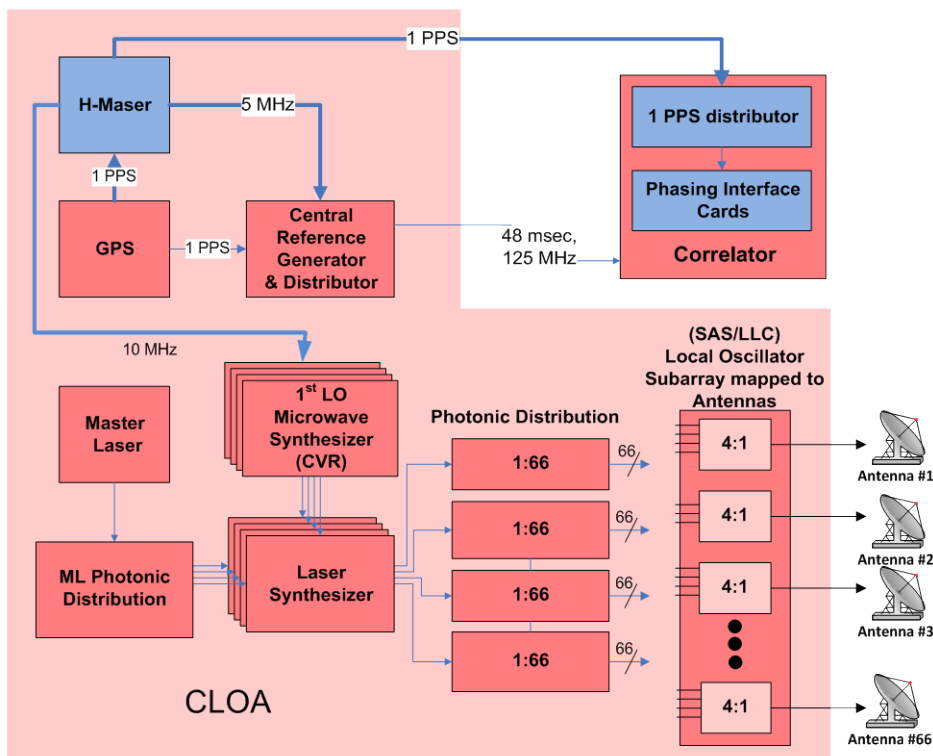 1 PPS
H-Maser
5 MHz
1 PPS distributor
1 PPS
Phasing Interface
Cards
GPS
1 PPS
Central
Reference
Generator
& Distributor
48 msec,
125 MHz
Correlator
10 MHz
(SAS/LLC)
Local Oscillator
Subarray mapped to
Antennas
1st LO
Microwave
Synthesizer
(CVR)
Master
Laser
Photonic Distribution
1:66
66
4:1
Antenna #1
1:66
66
4:1
Antenna #2
ML Photonic
Distribution
Laser
Synthesizer
1:66
66
4:1
Antenna #3
1:66
66
4:1
Antenna #66
CLOA